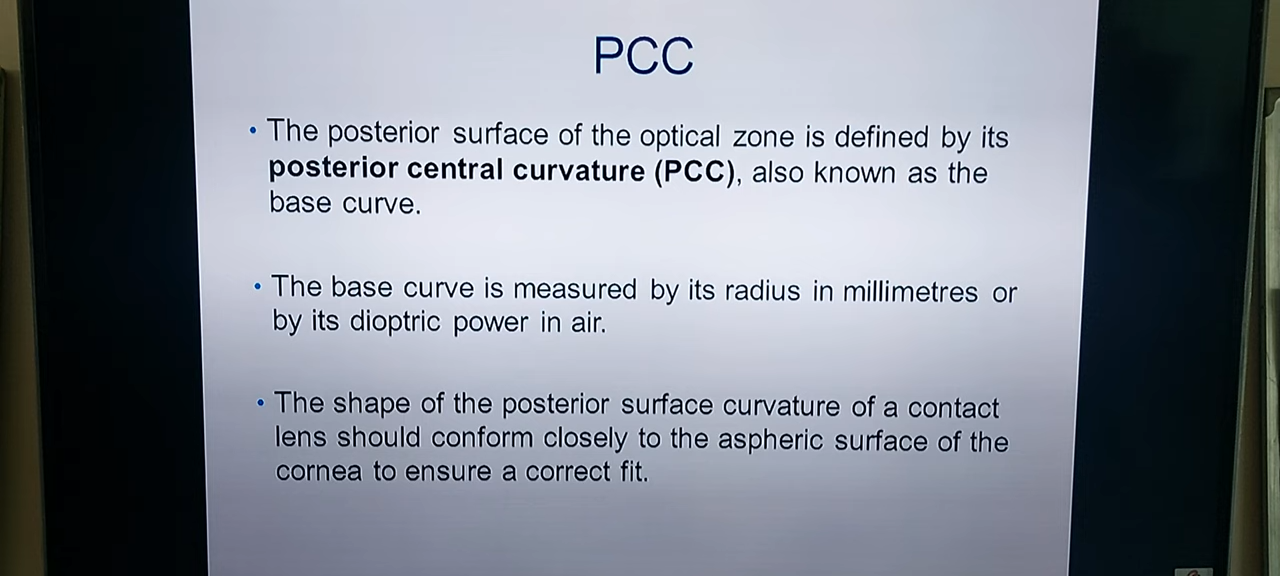 PCC
• The posterior surface of the optical zone is defined by its
posterior central curvature (PCC), also known as the
base curve.
• The base curve is measured by its radius in millimetres or
by its dioptric power in air.
• The shape of the posterior surface curvature of a contact
lens should conform closely to the aspheric surface of the
cornea to ensure a correct fit.